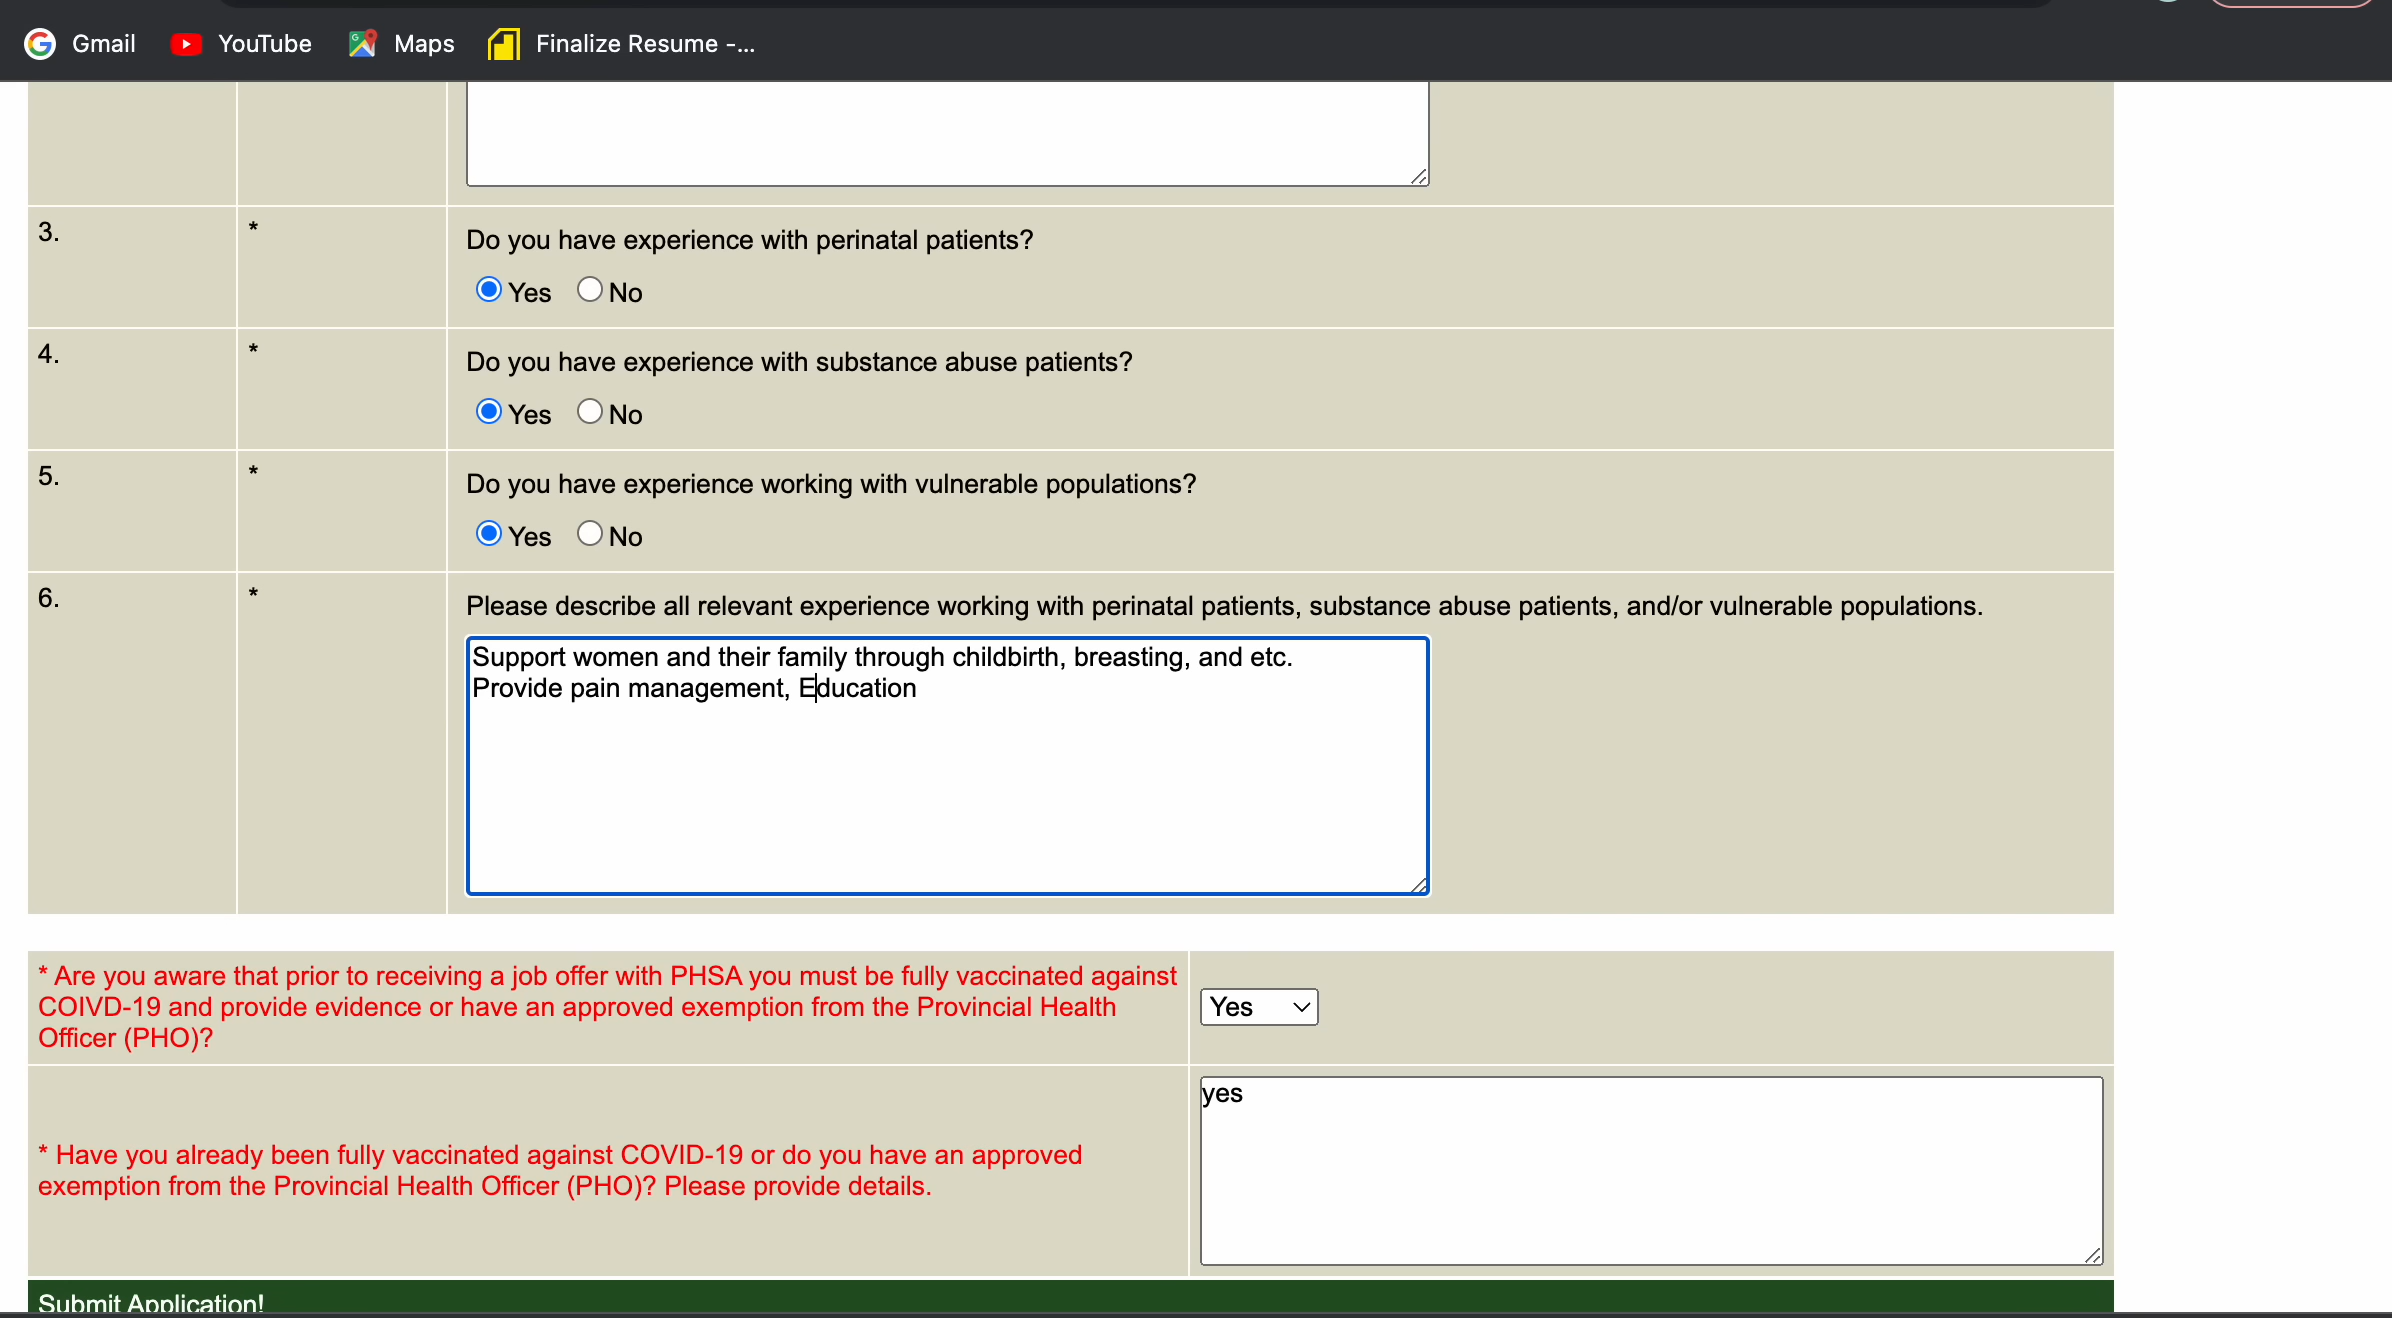 Gmail YouTube Maps Finalize Resume -...
3. * Do you have experience with perinatal patients?
Yes No
4. * Do you have experience with substance abuse patients?
Yes No
5. * Do you have experience working with vulnerable populations?
Yes No
6. * Please describe all relevant experience working with perinatal patients, substance abuse patients, and/or vulnerable populations.
Support women and their family through childbirth, breasting, and etc.
Provide pain management, Education
* Are you aware that prior to receiving a job offer with PHSA you must be fully vaccinated against
COIVD-19 and provide evidence or have an approved exemption from the Provincial Health
Officer (PHO)?
Yes
yes
* Have you already been fully vaccinated against COVID-19 or do you have an approved
exemption from the Provincial Health Officer (PHO)? Please provide details.
Submit Application!